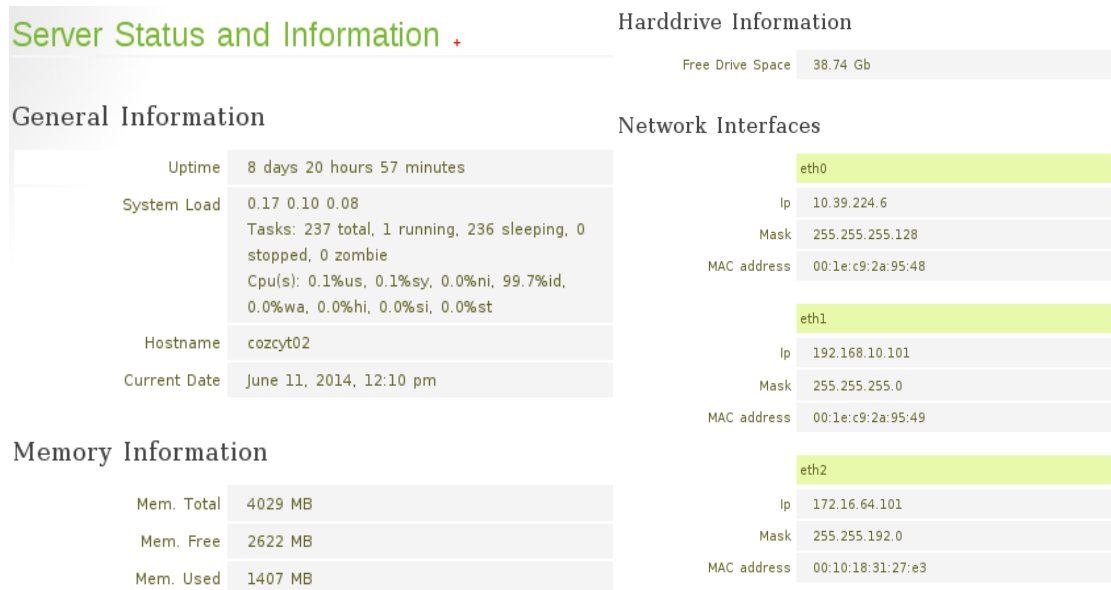 Server Status and Information +
General Information
Uptime 8 days 20 hours 57 minutes
System Load 0.17 0.10 0.08
Tasks: 237 total, 1 running, 236 sleeping, 0
stopped, 0 zombie
Cpu(s): 0.1%us, 0.1%sy, 0.0%ni, 99.7%id,
0.0%wa, 0.0%hi, 0.0%si, 0.0%st
Hostname cozcyt02
Current Date June 11, 2014, 12:10 pm
Memory Information
Mem. Total 4029 MB
Mem. Free 2622 MB
Mem. Used 1407 MB
Harddrive Information
Free Drive Space 38.74 Gb
Network Interfaces
eth0
Ip 10.39.224.6
Mask 255.255.255.128
MAC address 00:1e:c9:2a:95:48
eth1
Ip 192.168.10.101
Mask 255.255.255.0
MAC address 00:1e:c9:2a:95:49
eth2
Ip 172.16.64.101
Mask 255.255.192.0
MAC address 00:10:18:31:27:e3